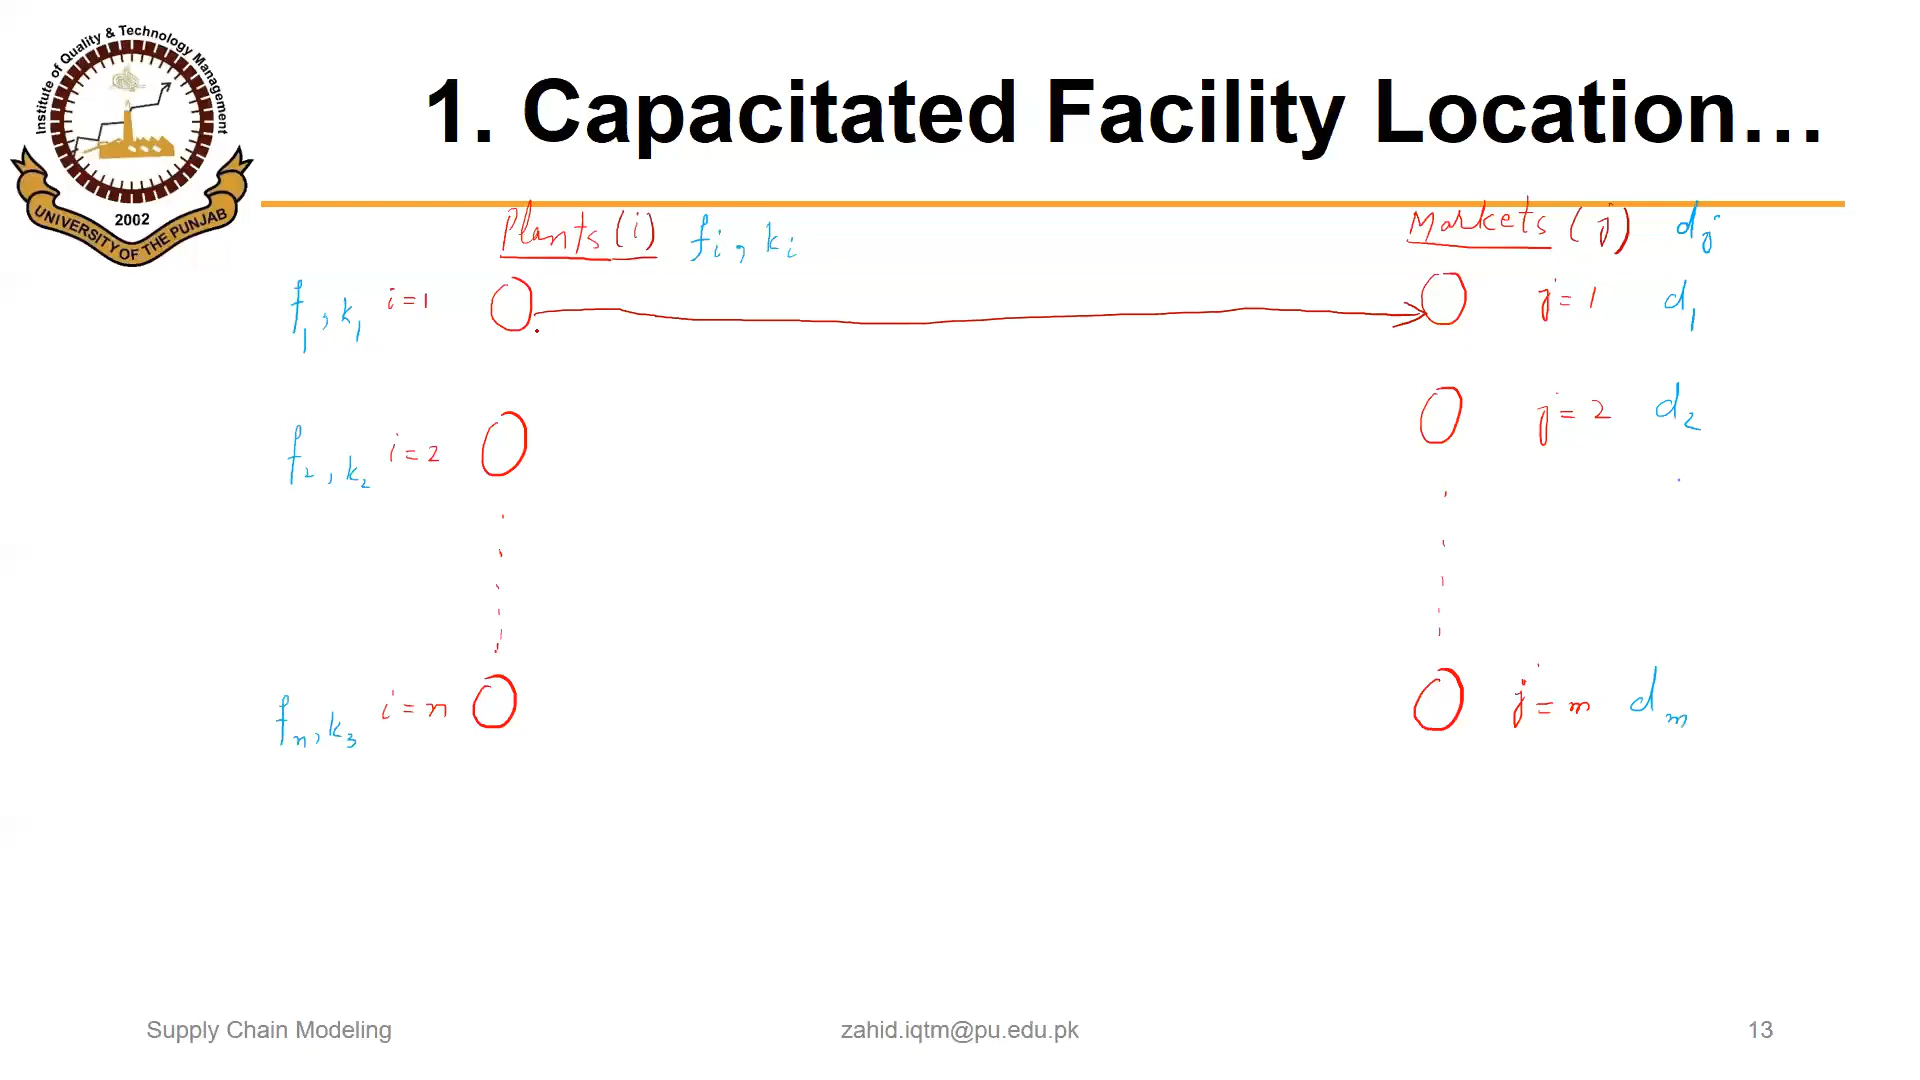 Institute of Quality & Technology Management
2002
UNIVERSITY OF THE PUNJAB
1. Capacitated Facility Location…
Plants (i) fi, ki Markets (j) dj
f1, k1 i=1 j=1 d1
f2, k2 i=2 j=2 d2
fn, k3 i=n j=m dm
Supply Chain Modeling zahid.iqtm@pu.edu.pk 13